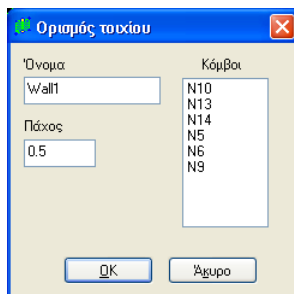 Ορισμός τοιχίου
Όνομα
Wall1
Πάχος
0.5
Κόμβοι
N10
N13
N14
N5
N6
N9
OK
Άκυρο